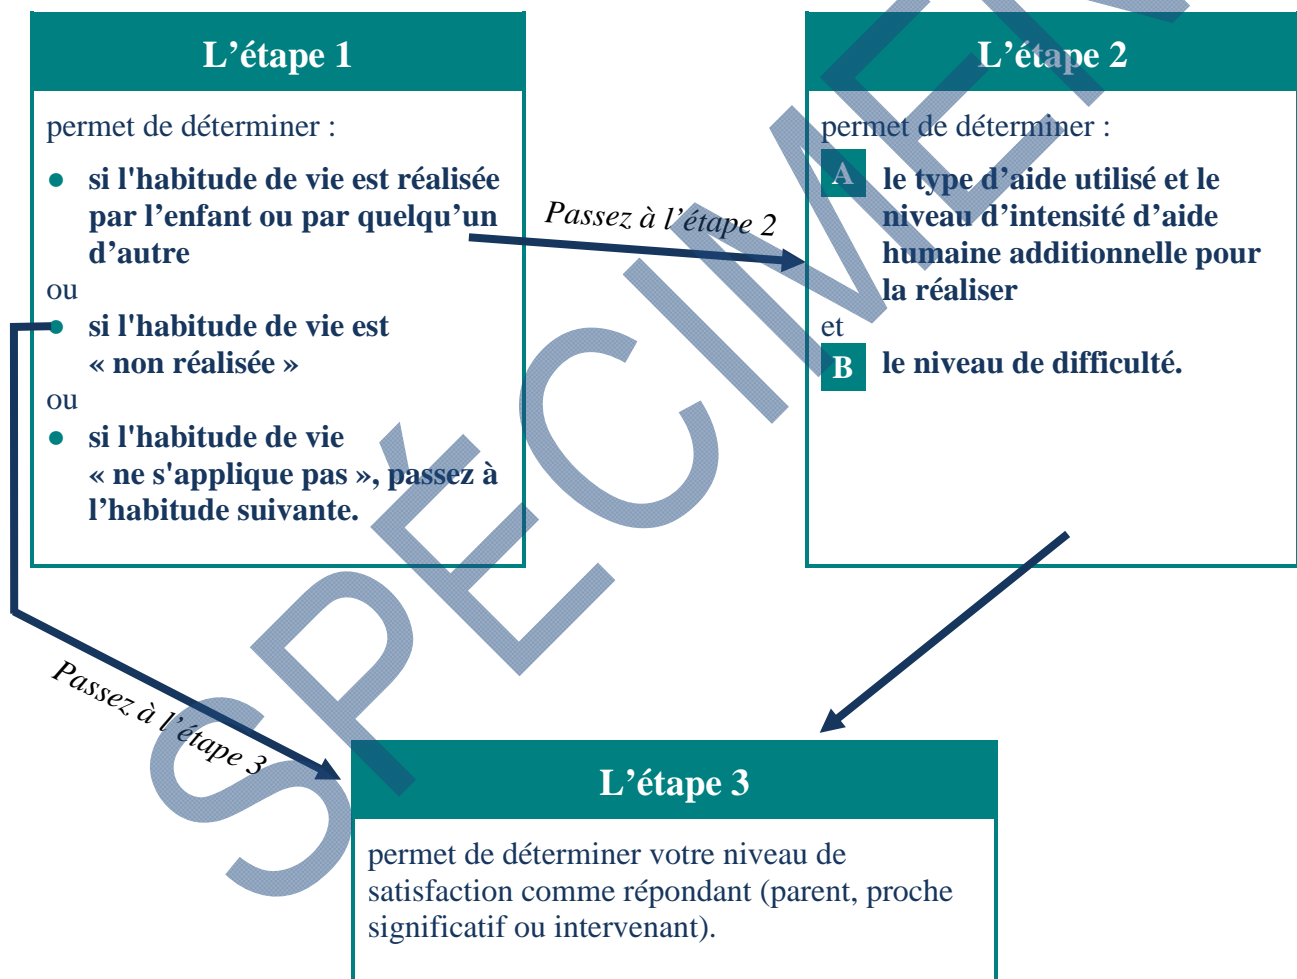 L’étape 1
permet de déterminer :
● si l'habitude de vie est réalisée
par l’enfant ou par quelqu’un
d’autre
ou
● si l'habitude de vie est
« non réalisée »
ou
● si l'habitude de vie
« ne s'applique pas », passez à
l’habitude suivante.
Passez à l’étape 2
L’étape 2
permet de déterminer :
A le type d’aide utilisé et le
niveau d’intensité d’aide
humaine additionnelle pour
la réaliser
et
B le niveau de difficulté.
Passez à l’étape 3
L’étape 3
permet de déterminer votre niveau de
satisfaction comme répondant (parent, proche
significatif ou intervenant).
SPÉCIMEN